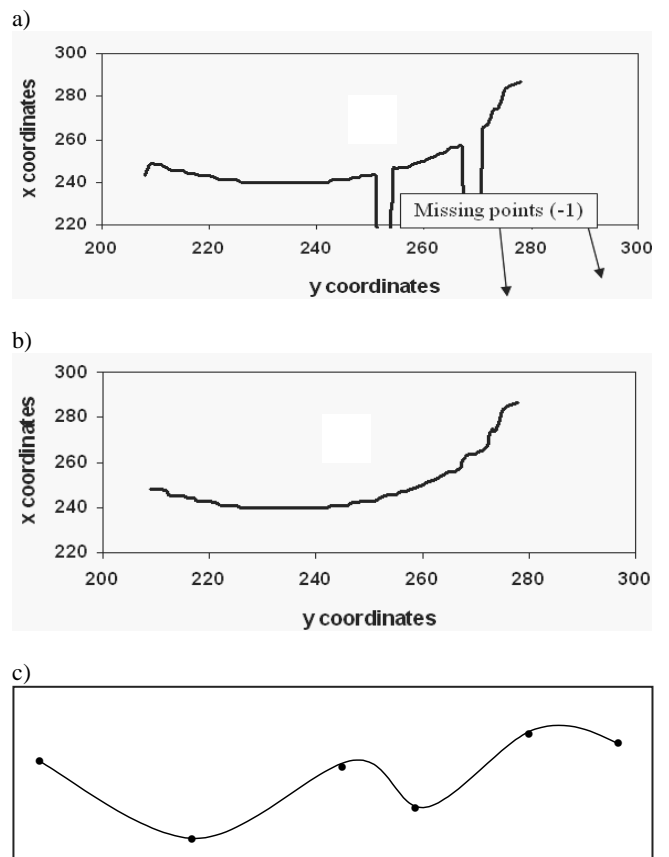 a)
300
280
260
240
220
x coordinates
Missing points (-1)
200 220 240 260 280 300
y coordinates
b)
300
280
260
240
220
x coordinates
200 220 240 260 280 300
y coordinates
c)